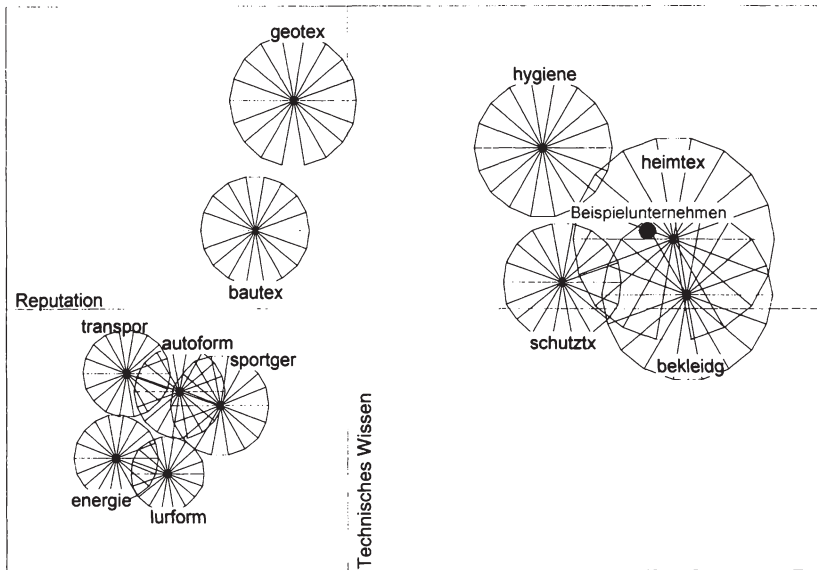 geotex
hygiene
heimtex
Beispielunternehmen
bautex
Reputation
transpor
autoform
sportger
schutztx
bekleidg
energie
lurform
Technisches Wissen